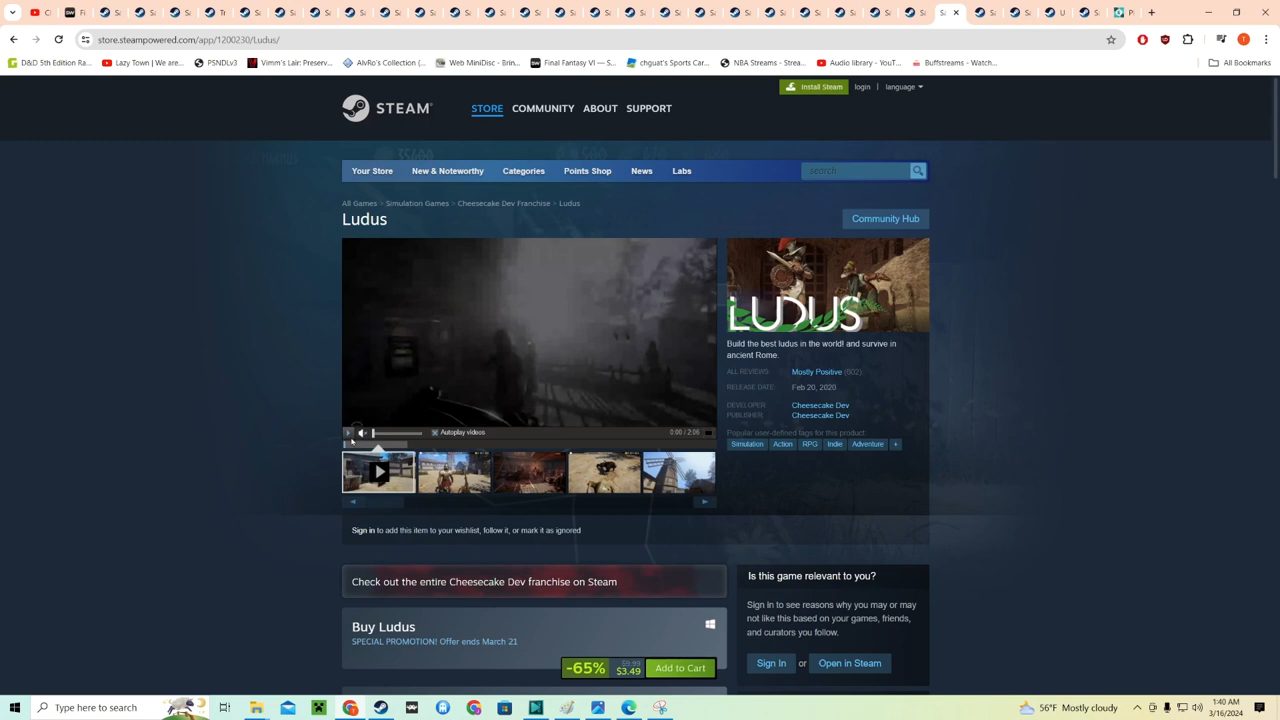 store.steampowered.com/app/1200230/Ludus/
D&D 5th Edition Ra...
Lazy Town | We are...
PSNDLv3
Vimm's Lair: Preserv...
AlvRo's Collection (...
Web MiniDisc - Brin...
Final Fantasy VI — S...
chguat's Sports Car...
NBA Streams - Strea...
Audio library - YouT...
Buffstreams - Watch...
All Bookmarks
Install Steam
login | language
STEAM
STORE COMMUNITY ABOUT SUPPORT
Your Store New & Noteworthy Categories Points Shop News Labs
search
All Games > Simulation Games > Cheesecake Dev Franchise > Ludus
Ludus
Community Hub
LUDUS
Build the best ludus in the world! and survive in
ancient Rome.
ALL REVIEWS: Mostly Positive (602)
RELEASE DATE: Feb 20, 2020
DEVELOPER: Cheesecake Dev
PUBLISHER: Cheesecake Dev
Popular user-defined tags for this product:
Simulation Action RPG Indie Adventure +
Autoplay videos
0:00 / 2:06
Sign in to add this item to your wishlist, follow it, or mark it as ignored
Check out the entire Cheesecake Dev franchise on Steam
Buy Ludus
SPECIAL PROMOTION! Offer ends March 21
-65% $9.99 $3.49 Add to Cart
Is this game relevant to you?
Sign in to see reasons why you may or may
not like this based on your games, friends,
and curators you follow.
Sign In or Open in Steam
Type here to search
56°F Mostly cloudy
1:40 AM
3/16/2024